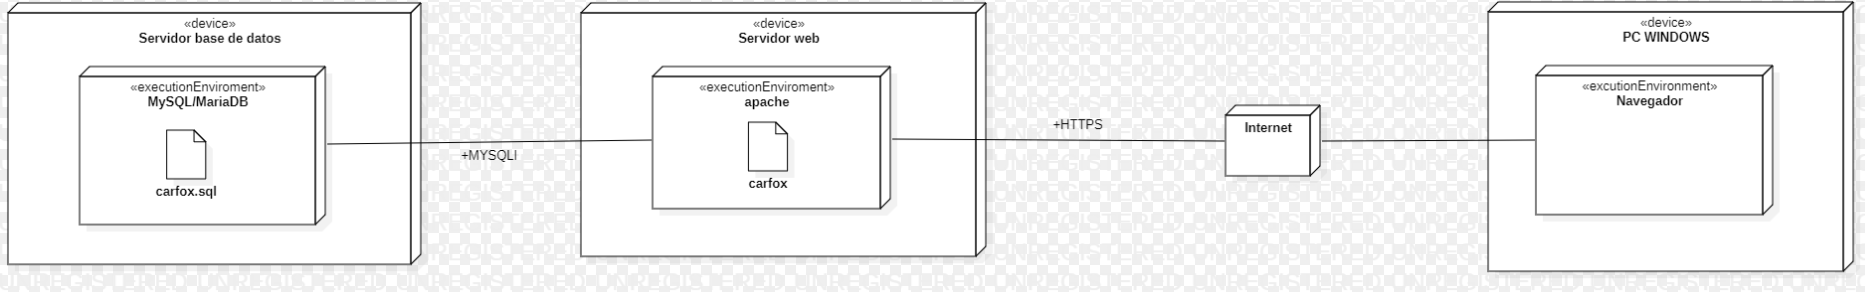 «device»
Servidor base de datos
«executionEnviroment»
MySQL/MariaDB
carfox.sql
+MYSQLI
«device»
Servidor web
«executionEnviroment»
apache
carfox
+HTTPS
Internet
«device»
PC WINDOWS
«excutionEnvironment»
Navegador